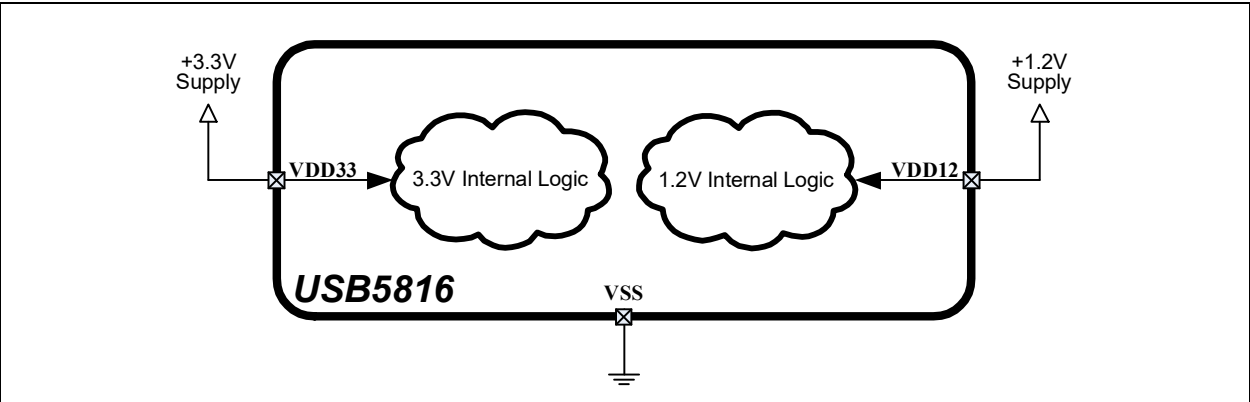 +3.3V
Supply
+1.2V
Supply
VDD33
3.3V Internal Logic
1.2V Internal Logic
VDD12
USB5816
VSS